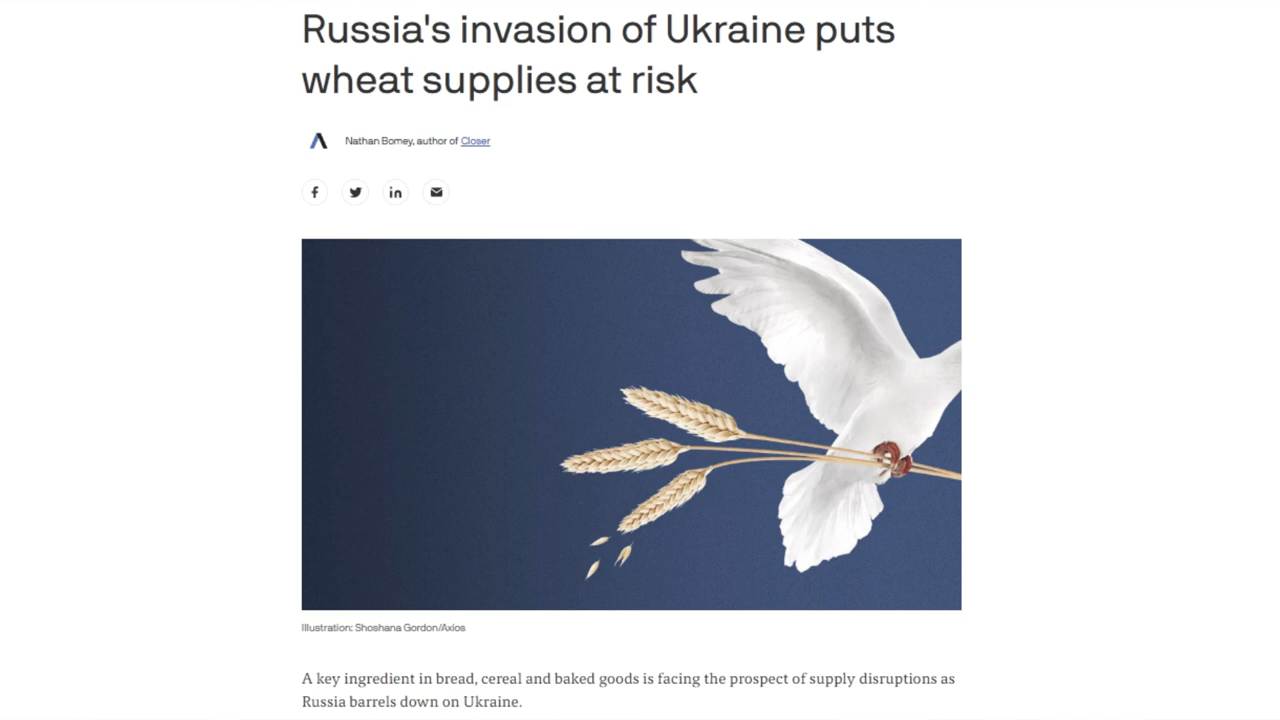 Russia's invasion of Ukraine puts
wheat supplies at risk
Nathan Bomey, author of Closer
Illustration: Shoshana Gordon/Axios
A key ingredient in bread, cereal and baked goods is facing the prospect of supply disruptions as
Russia barrels down on Ukraine.